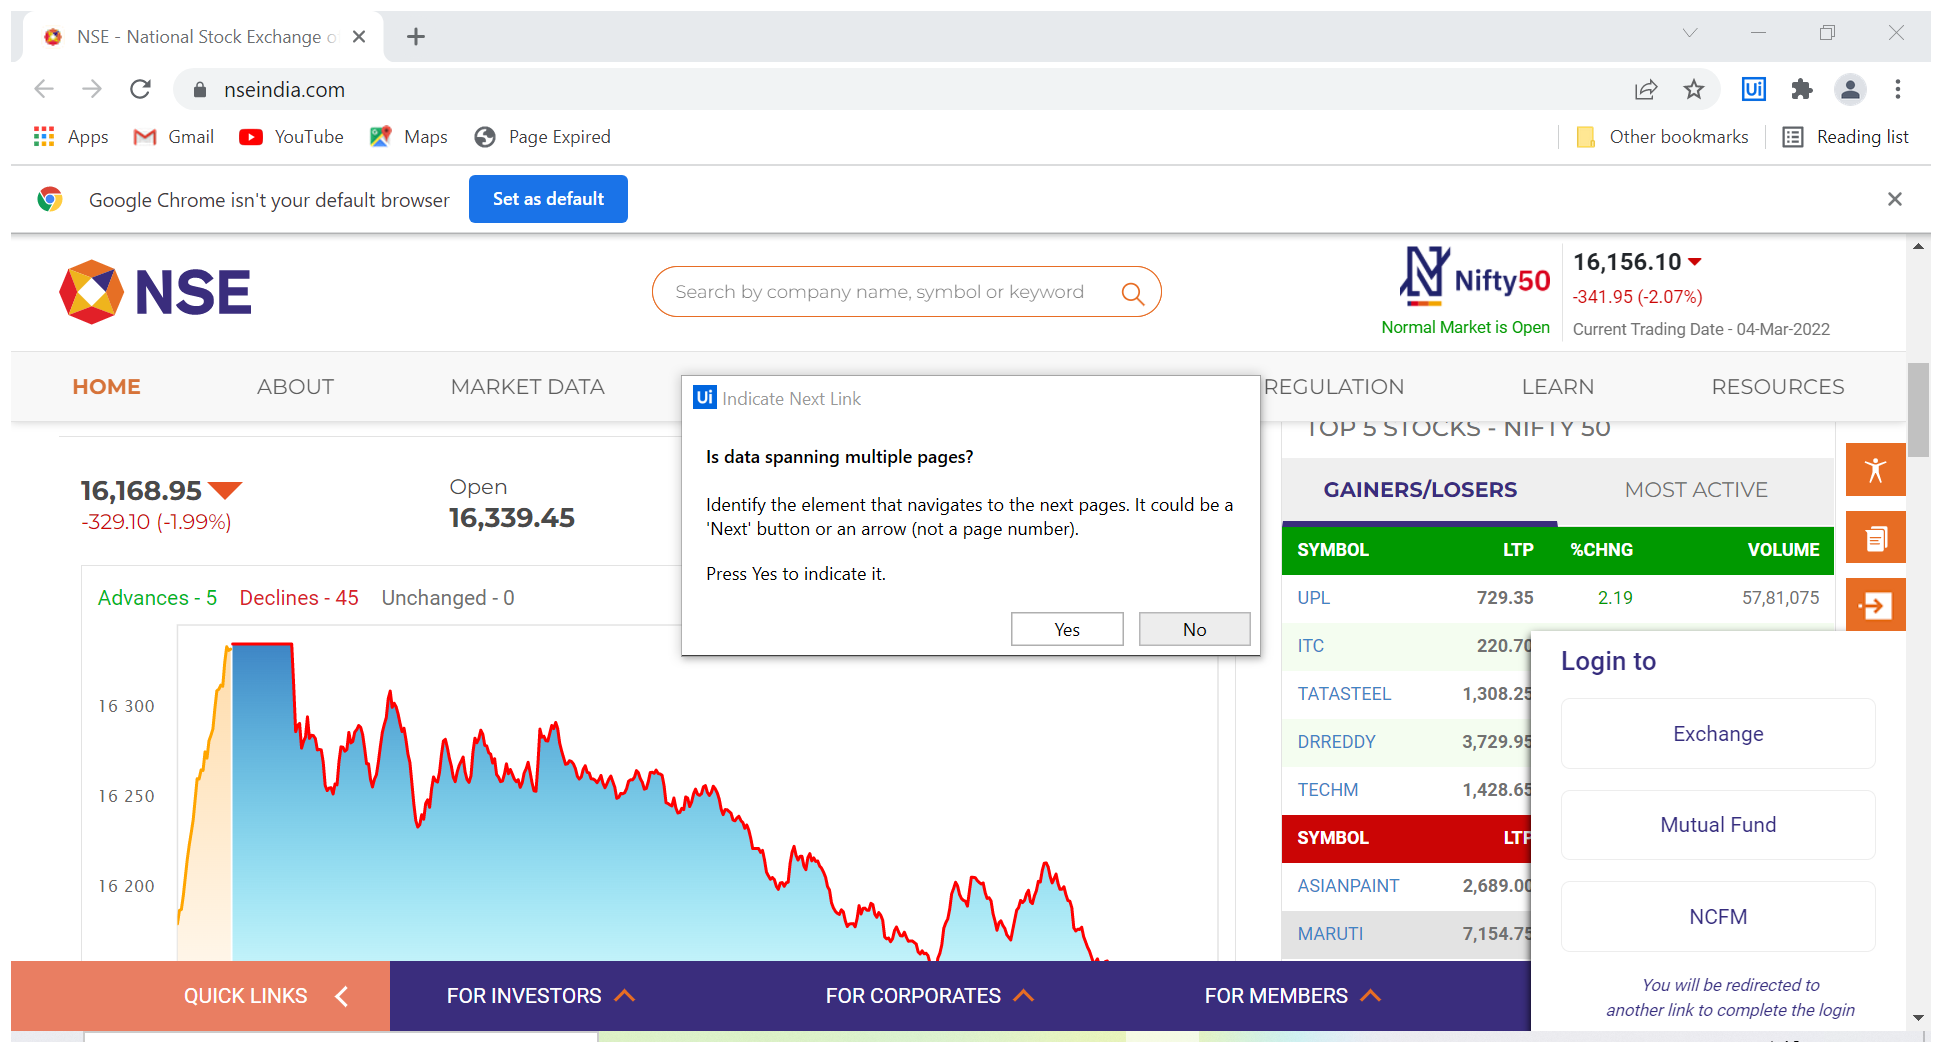 NSE - National Stock Exchange o
nseindia.com
Ui
Apps
Gmail
YouTube
Maps
Page Expired
Other bookmarks
Reading list
Google Chrome isn't your default browser
Set as default
NSE
Search by company name, symbol or keyword
Nifty50
Normal Market is Open
16,156.10
-341.95 (-2.07%)
Current Trading Date - 04-Mar-2022
HOME
ABOUT
MARKET DATA
REGULATION
LEARN
RESOURCES
Ui Indicate Next Link
Is data spanning multiple pages?
Identify the element that navigates to the next pages. It could be a
'Next' button or an arrow (not a page number).
Press Yes to indicate it.
Yes
No
16,168.95
-329.10 (-1.99%)
Open
16,339.45
Advances - 5 Declines - 45 Unchanged - 0
16 300
16 250
16 200
TOP 5 STOCKS - NIFTY 50
GAINERS/LOSERS
MOST ACTIVE
SYMBOL LTP %CHNG VOLUME
UPL 729.35 2.19 57,81,075
ITC 220.70
TATASTEEL 1,308.25
DRREDDY 3,729.95
TECHM 1,428.65
SYMBOL LTP
ASIANPAINT 2,689.00
MARUTI 7,154.75
Login to
Exchange
Mutual Fund
NCFM
You will be redirected to
another link to complete the login
QUICK LINKS
FOR INVESTORS
FOR CORPORATES
FOR MEMBERS